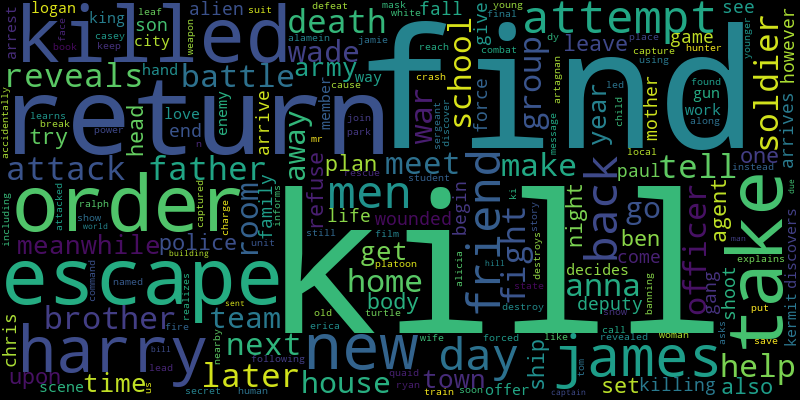 logan
king
alien
suit
defeat
mask
white
fall
young
final
leaf
son
casey
city
keep
killed
arrest
book
face
weapon
death
wade
attempt
give
reach
alamein
jamie
combat
school
see
dy
place
younger
leave
game
hunter
capture
using
however
reveals
hand
battle
army
way
crash
cause
find
group
year
gun
work
along
found
led
child
mother
soldier
accidentally
learns
break
power
try
love
end
enemy
member
join
park
rescue
return
head
arrive
away
war
mr
force
sergeant
discover
artagnan
message
local
instead
arrives
discovers
due
attack
father
plan
meet
make
paul
tell
one
refuse
student
ki
order
including
ralph
show
world
attacked
captured
charge
room
family
informs
men
life
wounded
begin
friend
fight
story
night
back
go
agent
take
man
explains
meanwhile
police
unit
building
still
film
platoon
get
home
body
alicia
hill
state
destroys
destroy
ben
come
decides
anna
deputy
banning
officer
gang
shoot
put
save
kermit
escape
command
named
realizes
sent
nearby
kill
brother
fire
team
old
erica
turtle
wife
forced
like
call
show
revealed
woman
asks
chris
harry
bill
lead
next
new
day
ship
james
tom
help
upon
scene
time
us
secret
later
human
following
house
quaid
ryan
train
town
soon
offer
captain
set
killing
also